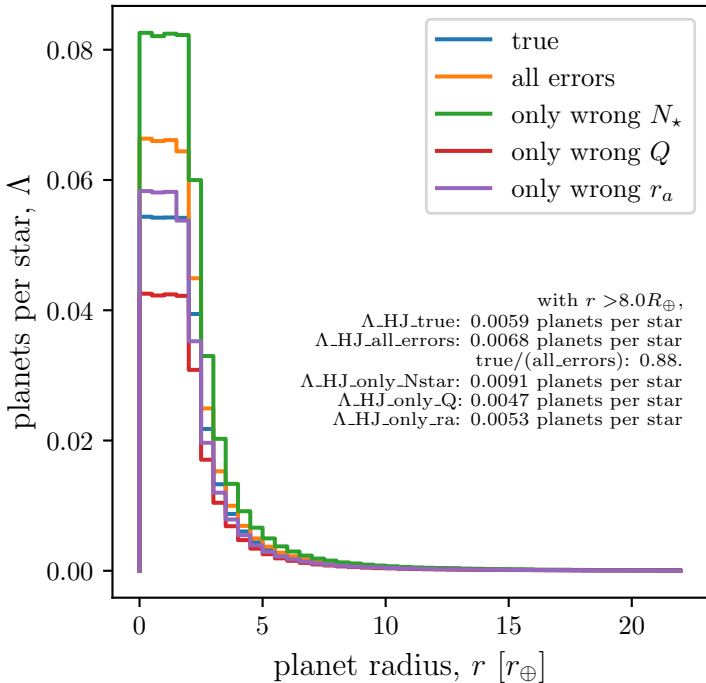 0.08
0.06
0.04
0.02
0.00
planets per star, Λ
true
all errors
only wrong N⋆
only wrong Q
only wrong rₐ
with r >8.0R⊕,
Λ_HJ_true: 0.0059 planets per star
Λ_HJ_all_errors: 0.0068 planets per star
true/(all_errors): 0.88.
Λ_HJ_only_Nstar: 0.0091 planets per star
Λ_HJ_only_Q: 0.0047 planets per star
Λ_HJ_only_ra: 0.0053 planets per star
0 5 10 15 20
planet radius, r [r⊕]